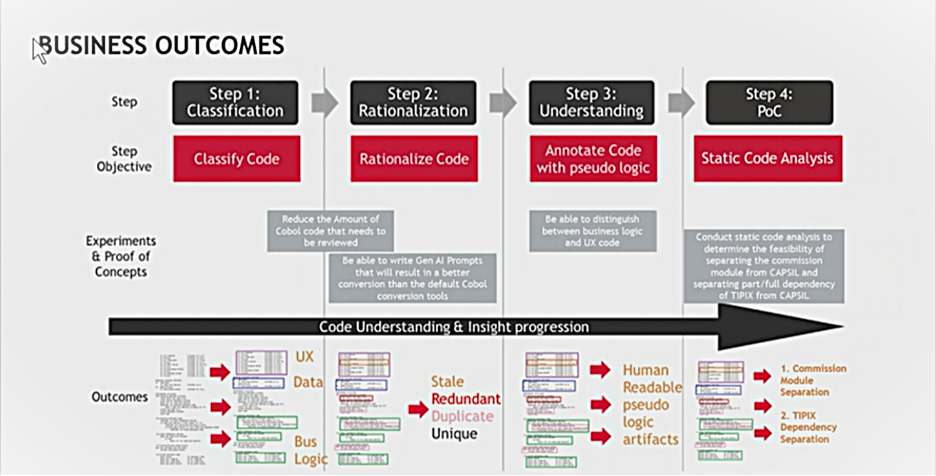 BUSINESS OUTCOMES
Step
Step 1:
Classification
Step 2:
Rationalization
Step 3:
Understanding
Step 4:
PoC
Step
Objective
Classify Code
Rationalize Code
Annotate Code
with pseudo logic
Static Code Analysis
Experiments
& Proof of
Concepts
Reduce the Amount of
Cobol code that needs to
be reviewed
Be able to write Gen AI Prompts
that will result in a better
conversion than the default Cobol
conversion tools
Be able to distinguish
between business logic
and UX code
Conduct static code analysis to
determine the feasibility of
separating the commission
module from CAPSIL and
separating part/full dependency
of TIPIX from CAPSIL
Code Understanding & Insight progression
Outcomes
UX
Data
Bus
Logic
Stale
Redundant
Duplicate
Unique
Human
Readable
pseudo
logic
artifacts
1. Commission
Module
Separation
2. TIPIX
Dependency
Separation